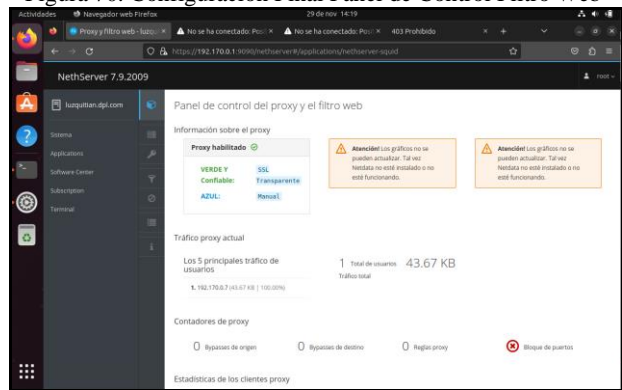 Figura 76. Configuración Final Panel de Control Filtro Web
Actividades Navegador web Firefox 29 de nov 14:19
Proxy y filtro web - luzqu No se ha conectado: Pos No se ha conectado: Pos 403 Prohibido
https://192.170.0.1:9090/nethserver#/applications/nethserver-squid
NethServer 7.9.2009 root
luzquitian.dpl.com
Sistema
Applications
Software Center
Subscription
Terminal
Panel de control del proxy y el filtro web
Información sobre el proxy
Proxy habilitado
VERDE Y Confiable: SSL Transparente
AZUL: Manual
Atención! Los gráficos no se
pueden actualizar. Tal vez
Netdata no esté instalado o no
esté funcionando.
Atención! Los gráficos no se
pueden actualizar. Tal vez
Netdata no esté instalado o no
esté funcionando.
Tráfico proxy actual
Los 5 principales tráfico de
usuarios
1. 192.170.0.7 (43.67 KB | 100.00%)
1 Total de usuarios 43.67 KB
Tráfico total
Contadores de proxy
0 Bypasses de origen 0 Bypasses de destino 0 Reglas proxy Bloque de puertos
Estadísticas de los clientes proxy